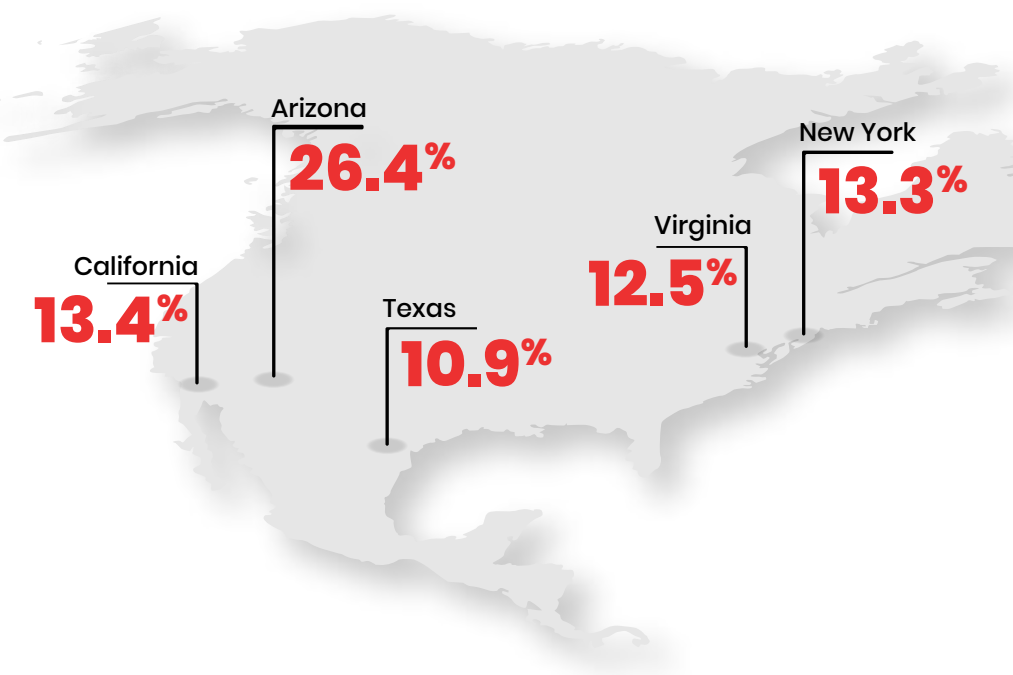 Arizona
26.4%
New York
13.3%
Virginia
12.5%
California
13.4%
Texas
10.9%